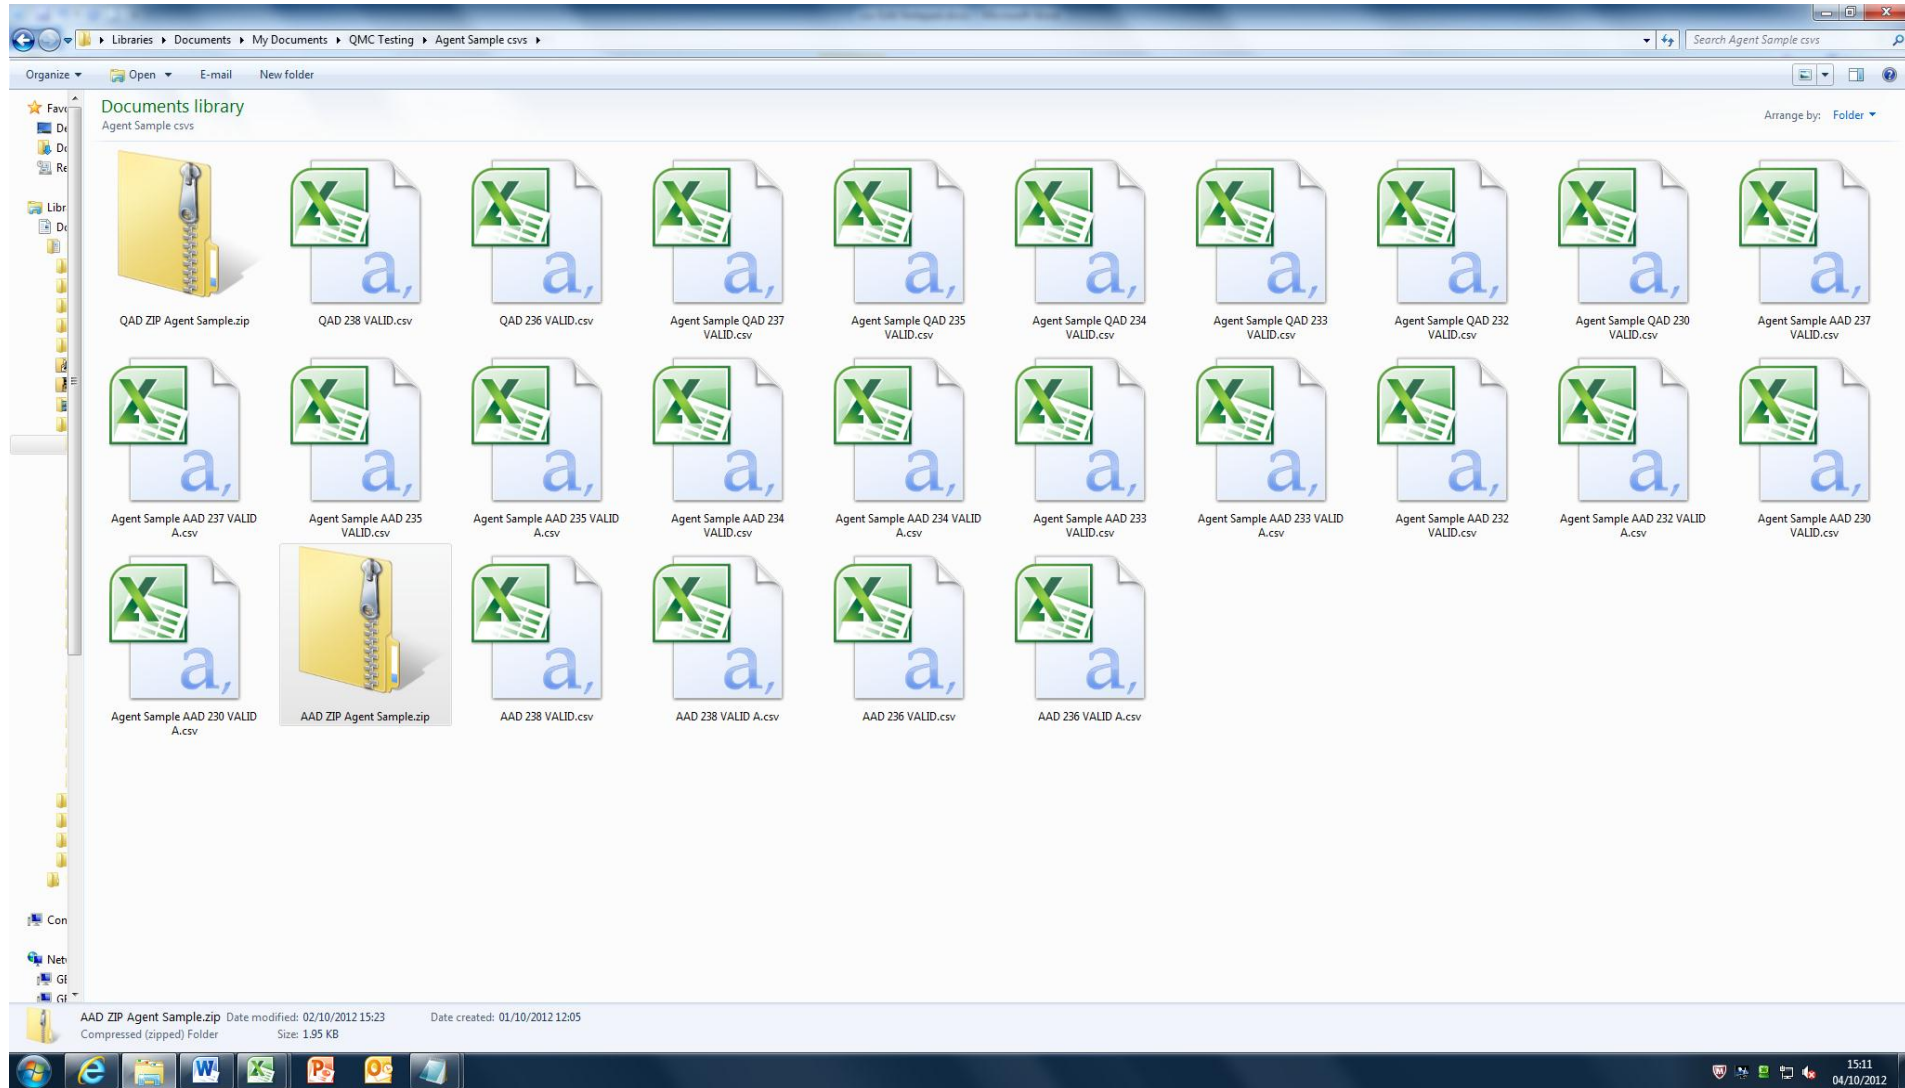 Libraries ▸ Documents ▸ My Documents ▸ QMC Testing ▸ Agent Sample csvs ▸
Search Agent Sample csvs
Organize Open E-mail New folder
Documents library
Agent Sample csvs
Arrange by: Folder
Favo
De
Do
Re
Libr
Do
Con
Net
GE
GE
QAD ZIP Agent Sample.zip
QAD 238 VALID.csv
QAD 236 VALID.csv
Agent Sample QAD 237
VALID.csv
Agent Sample QAD 235
VALID.csv
Agent Sample QAD 234
VALID.csv
Agent Sample QAD 233
VALID.csv
Agent Sample QAD 232
VALID.csv
Agent Sample QAD 230
VALID.csv
Agent Sample AAD 237
VALID.csv
Agent Sample AAD 237 VALID
A.csv
Agent Sample AAD 235
VALID.csv
Agent Sample AAD 235 VALID
A.csv
Agent Sample AAD 234
VALID.csv
Agent Sample AAD 234 VALID
A.csv
Agent Sample AAD 233
VALID.csv
Agent Sample AAD 233 VALID
A.csv
Agent Sample AAD 232
VALID.csv
Agent Sample AAD 232 VALID
A.csv
Agent Sample AAD 230
VALID.csv
Agent Sample AAD 230 VALID
A.csv
AAD ZIP Agent Sample.zip
AAD 238 VALID.csv
AAD 238 VALID A.csv
AAD 236 VALID.csv
AAD 236 VALID A.csv
AAD ZIP Agent Sample.zip Date modified: 02/10/2012 15:23 Date created: 01/10/2012 12:05
Compressed (zipped) Folder Size: 1.95 KB
15:11
04/10/2012